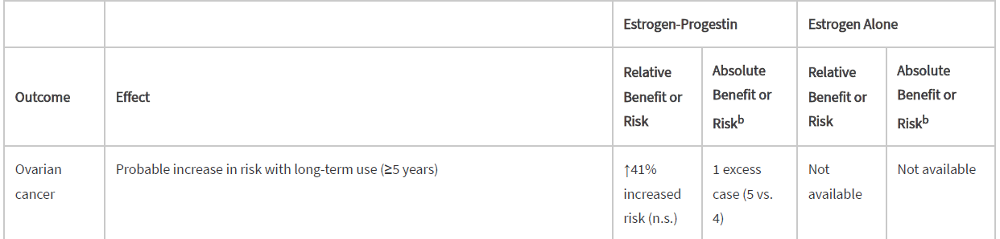 Estrogen-Progestin Estrogen Alone
Outcome Effect Relative Benefit or Risk Absolute Benefit or Riskᵇ Relative Benefit or Risk Absolute Benefit or Riskᵇ
Ovarian cancer Probable increase in risk with long-term use (≥5 years) ↑41% increased risk (n.s.) 1 excess case (5 vs. 4) Not available Not available